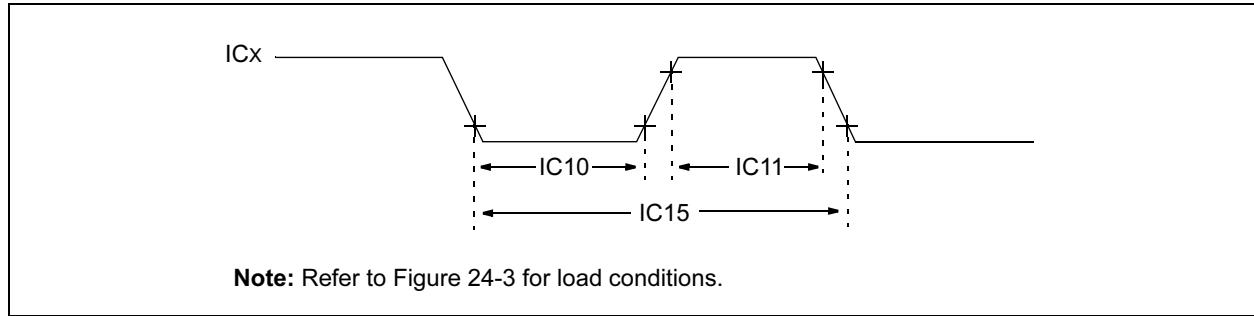 ICx
IC10
IC11
IC15
Note: Refer to Figure 24-3 for load conditions.